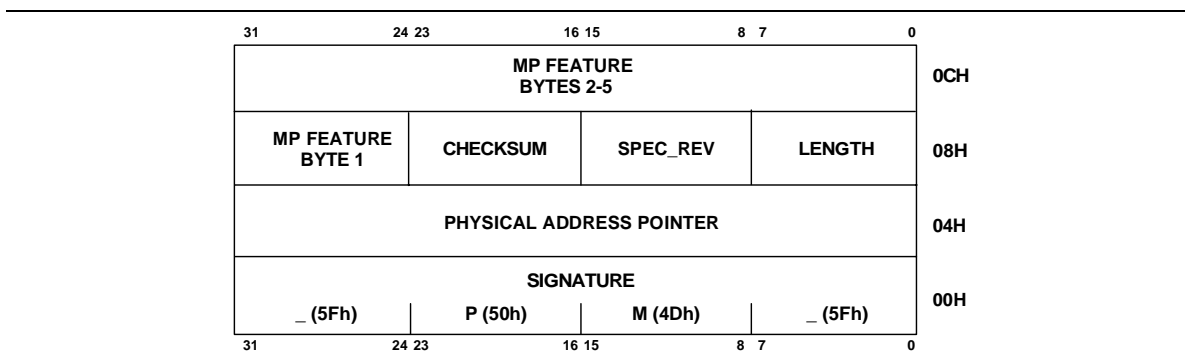 31 24 23 16 15 8 7 0
MP FEATURE
BYTES 2-5
0CH
MP FEATURE
BYTE 1
CHECKSUM
SPEC_REV
LENGTH
08H
PHYSICAL ADDRESS POINTER
04H
SIGNATURE
00H
_ (5Fh) P (50h) M (4Dh) _ (5Fh)
31 24 23 16 15 8 7 0